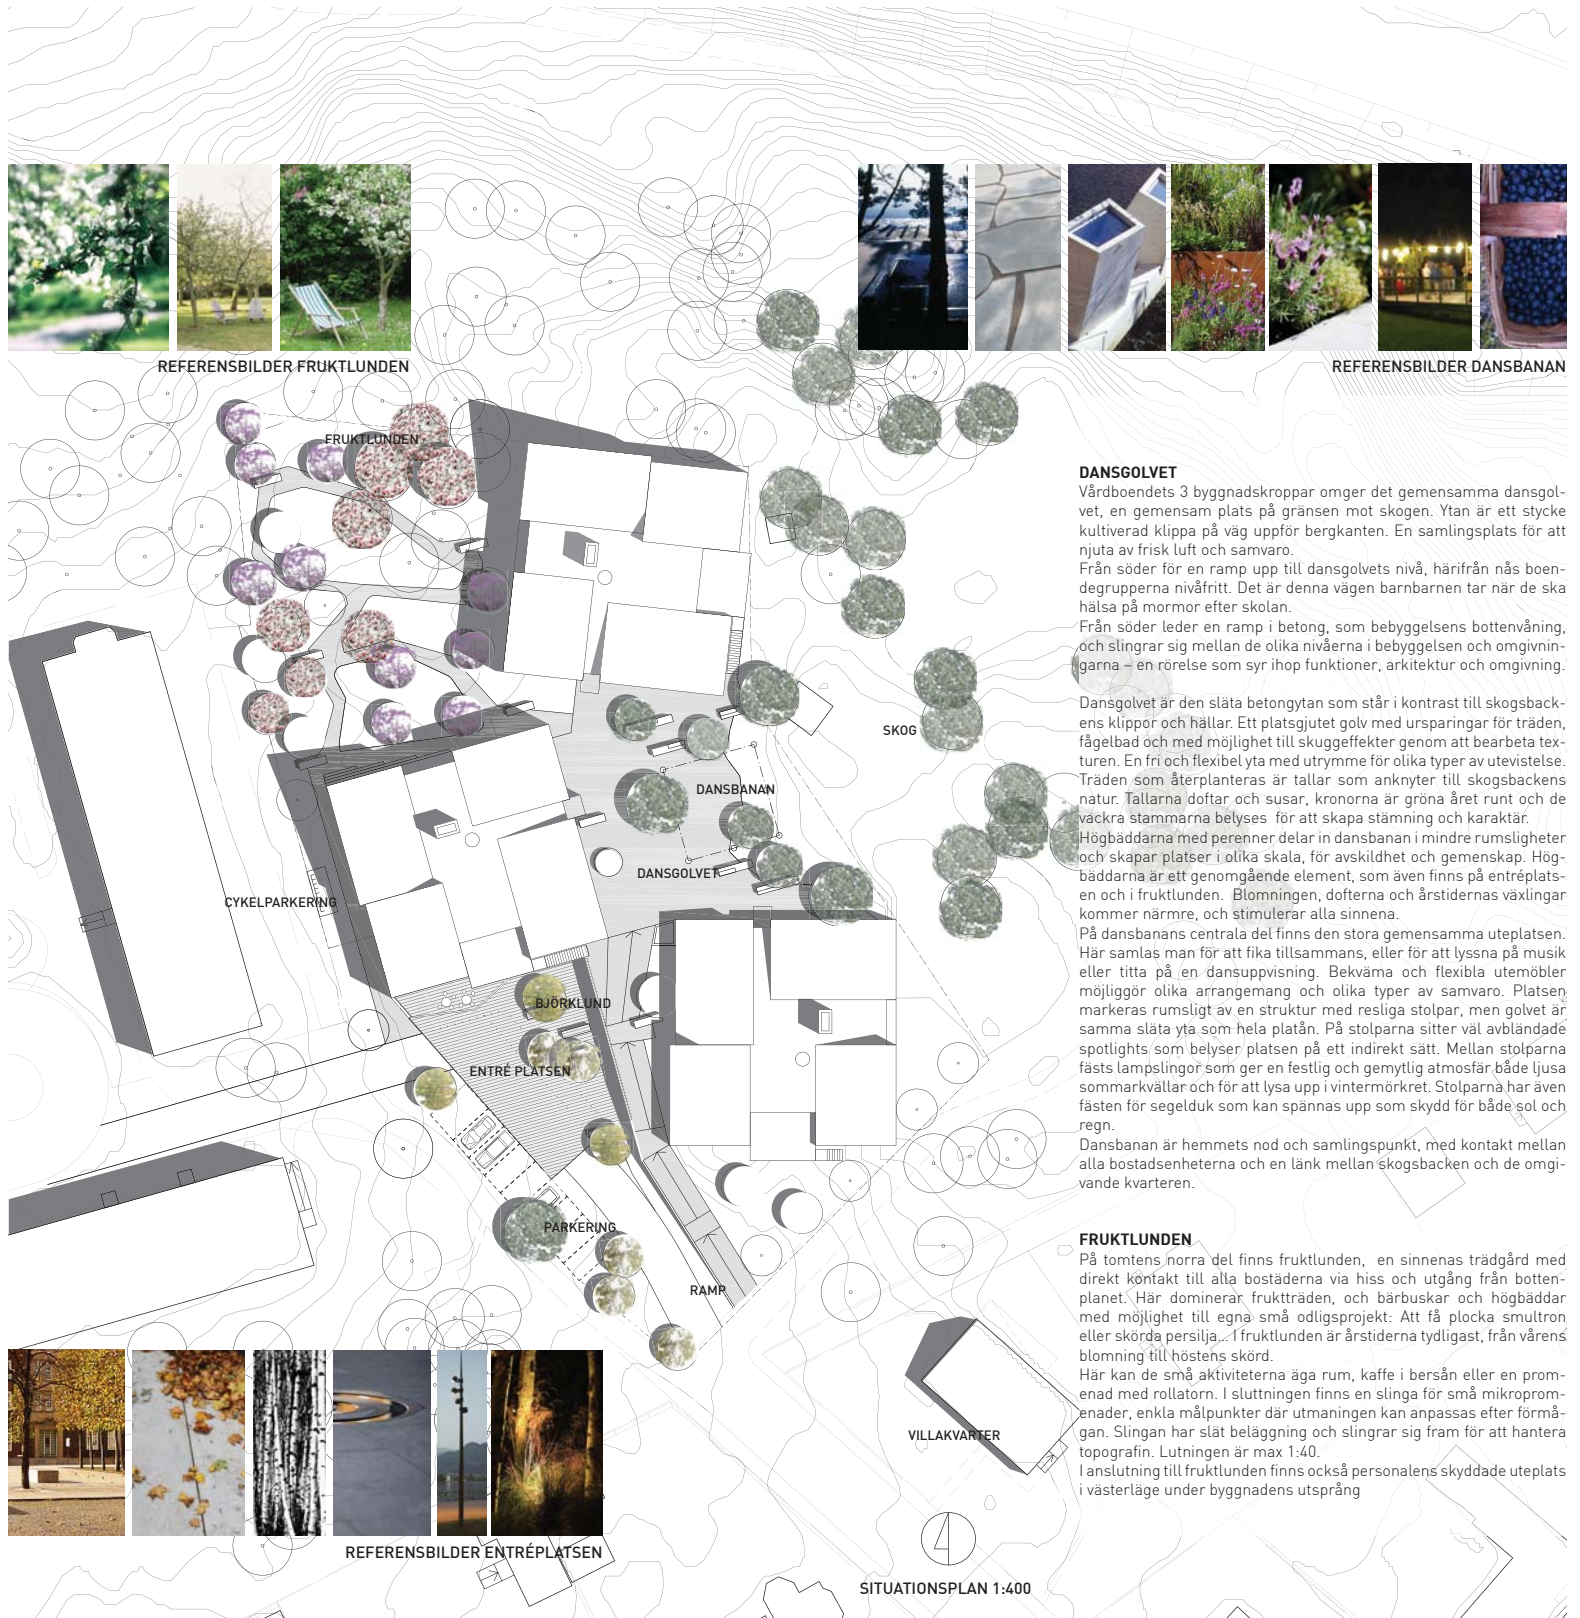 REFERENSBILDER FRUKTLUNDEN
REFERENSBILDER DANSBANAN
FRUKTLUNDEN
SKOG
DANSBANAN
DANSGOLVET
CYKELPARKERING
BJÖRKLUND
ENTRÉ PLATSEN
PARKERING
RAMP
VILLAKVARTER
REFERENSBILDER ENTRÉPLATSEN
SITUATIONSPLAN 1:400
DANSGOLVET
Vårdboendets 3 byggnadskroppar omger det gemensamma dansgol-
vet, en gemensam plats på gränsen mot skogen. Ytan är ett stycke
kultiverad klippa på väg uppför bergkanten. En samlingsplats för att
njuta av frisk luft och samvaro.
Från söder för en ramp upp till dansgolvets nivå, härifrån nås boen-
degrupperna nivåfritt. Det är denna vägen barnbarnen tar när de ska
hälsa på mormor efter skolan.
Från söder leder en ramp i betong, som bebyggelsens bottenvåning,
och slingrar sig mellan de olika nivåerna i bebyggelsen och omgivnin-
garna – en rörelse som syr ihop funktioner, arkitektur och omgivning.
Dansgolvet är den släta betongytan som står i kontrast till skogsback-
ens klippor och hällar. Ett platsgjutet golv med ursparingar för träden,
fågelbad och med möjlighet till skuggeffekter genom att bearbeta tex-
turen. En fri och flexibel yta med utrymme för olika typer av utevistelse.
Träden som återplanteras är tallar som anknyter till skogsbackens
natur. Tallarna doftar och susar, kronorna är gröna året runt och de
vackra stammarna belyses för att skapa stämning och karaktär.
Högbäddarna med perenner delar in dansbanan i mindre rumsligheter
och skapar platser i olika skala, för avskildhet och gemenskap. Hög-
bäddarna är ett genomgående element, som även finns på entréplats-
en och i fruktlunden. Blomningen, dofterna och årstidernas växlingar
kommer närmre, och stimulerar alla sinnena.
På dansbanans centrala del finns den stora gemensamma uteplatsen.
Här samlas man för att fika tillsammans, eller för att lyssna på musik
eller titta på en dansuppvisning. Bekväma och flexibla utemöbler
möjliggör olika arrangemang och olika typer av samvaro. Platsen
markeras rumsligt av en struktur med resliga stolpar, men golvet är
samma släta yta som hela platån. På stolparna sitter väl avbländade
spotlights som belyser platsen på ett indirekt sätt. Mellan stolparna
fästs lampslingor som ger en festlig och gemytlig atmosfär både ljusa
sommarkvällar och för att lysa upp i vintermörkret. Stolparna har även
fästen för segelduk som kan spännas upp som skydd för både sol och
regn.
Dansbanan är hemmets nod och samlingspunkt, med kontakt mellan
alla bostadsenheterna och en länk mellan skogsbacken och de omgi-
vande kvarteren.
FRUKTLUNDEN
På tomtens norra del finns fruktlunden, en sinnenas trädgård med
direkt kontakt till alla bostäderna via hiss och utgång från botten-
planet. Här dominerar fruktträden, och bärbuskar och högbäddar
med möjlighet till egna små odligsprojekt: Att få plocka smultron
eller skörda persilja... I fruktlunden är årstiderna tydligast, från vårens
blomning till höstens skörd.
Här kan de små aktiviteterna äga rum, kaffe i bersån eller en prom-
enad med rollatorn. I sluttningen finns en slinga för små mikroprom-
enader, enkla målpunkter där utmaningen kan anpassas efter förmå-
gan. Slingan har slät beläggning och slingrar sig fram för att hantera
topografin. Lutningen är max 1:40.
I anslutning till fruktlunden finns också personalens skyddade uteplats
i västerläge under byggnadens utsprång